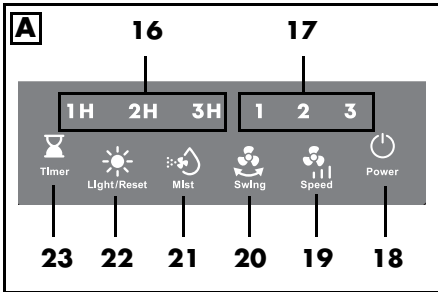 A 16 17
1H 2H 3H 1 2 3
Timer Light/Reset Mist Swing Speed Power
23 22 21 20 19 18